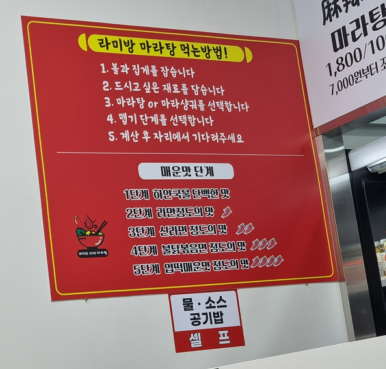 라미방 마라탕 먹는방법!
1. 볼과 집게를 잡습니다
2. 드시고 싶은 재료를 담습니다
3. 마라탕 or 마라샹궈를 선택합니다
4. 맵기 단계를 선택합니다
5. 계산 후 자리에서 기다려주세요
매운맛 단계
1단계 하얀국물 담백한 맛
2단계 라면정도의 맛
3단계 신라면 정도의 맛
4단계 불닭볶음면 정도의 맛
5단계 엽떡매운맛 정도의 맛
물·소스
공기밥
셀프
麻辣
마라탕
1,800/10
7,000원부터